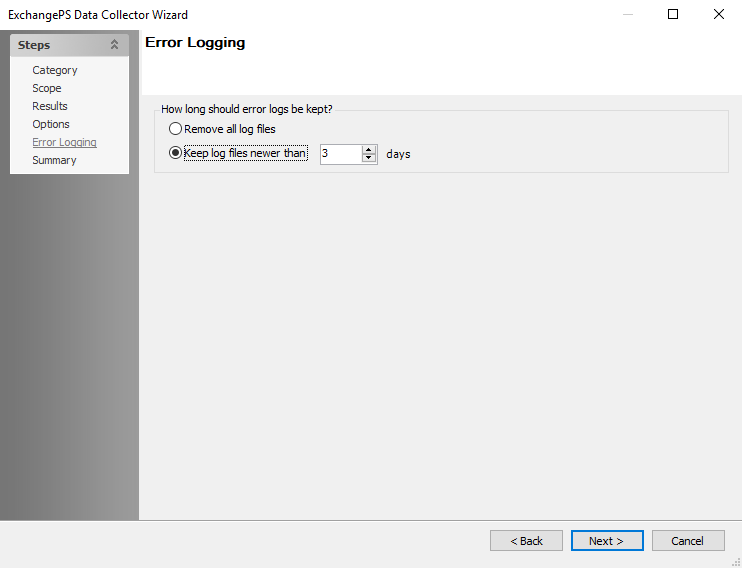 ExchangePS Data Collector Wizard
Steps
Category
Scope
Results
Options
Error Logging
Summary
Error Logging
How long should error logs be kept?
Remove all log files
Keep log files newer than 3 days
< Back Next > Cancel